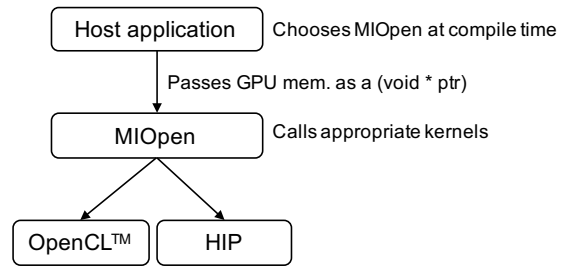 Host application
Chooses MIOpen at compile time
Passes GPU mem. as a (void * ptr)
MIOpen
Calls appropriate kernels
OpenCL™
HIP